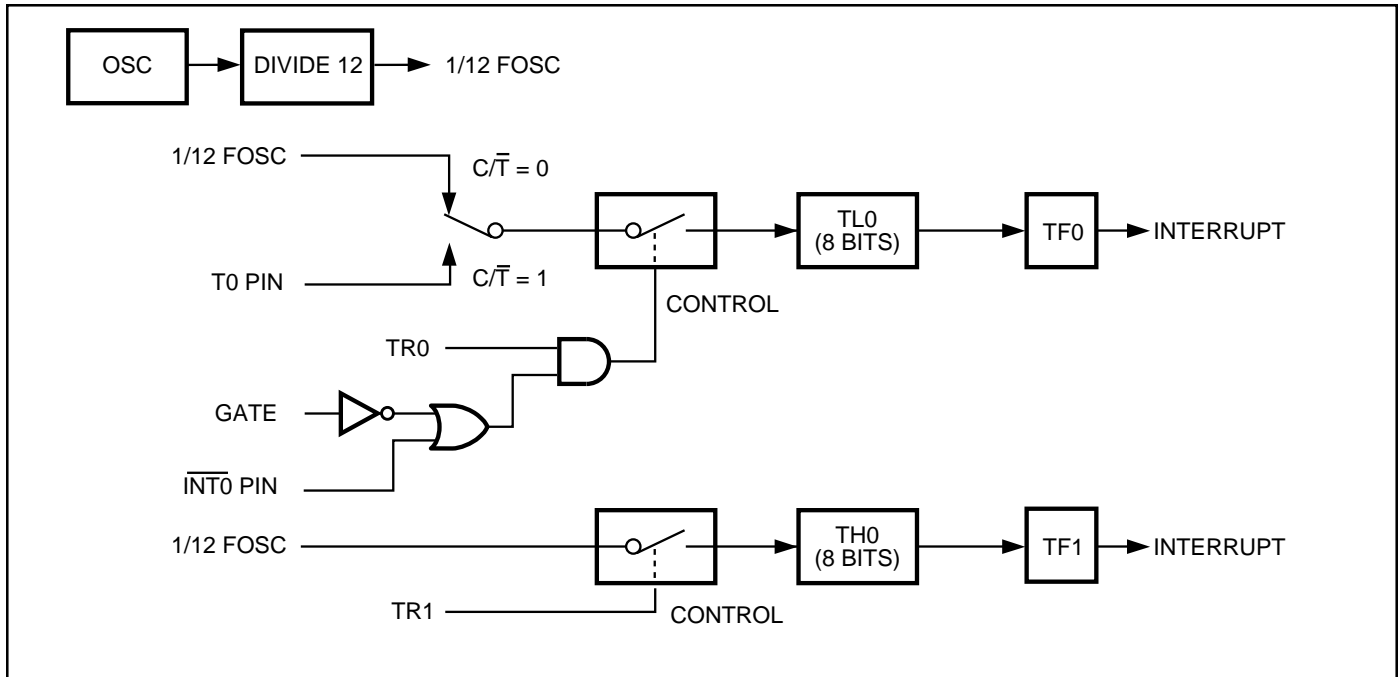 OSC
DIVIDE 12
1/12 FOSC
1/12 FOSC
C/T̅ = 0
T0 PIN
C/T̅ = 1
TL0
(8 BITS)
TF0
INTERRUPT
CONTROL
TR0
GATE
I̅N̅T̅0̅ PIN
1/12 FOSC
TH0
(8 BITS)
TF1
INTERRUPT
TR1
CONTROL